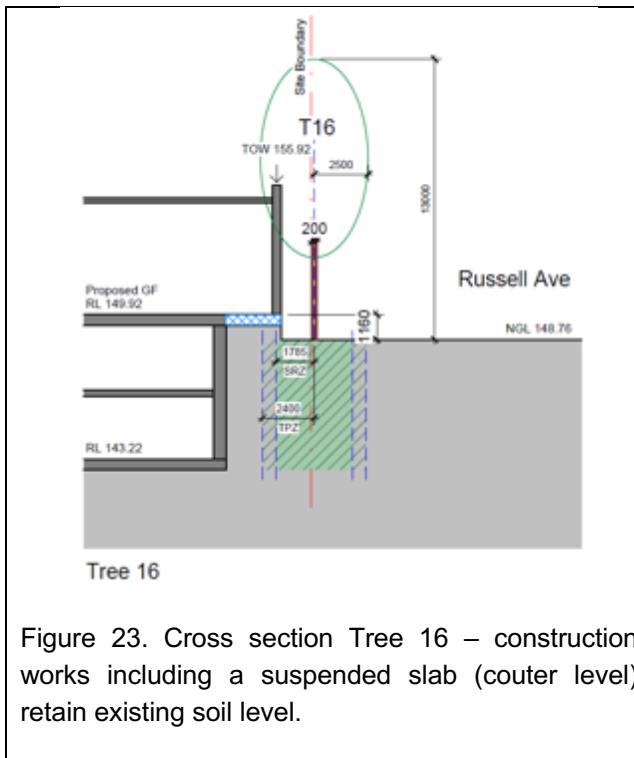 Site Boundary
T16
TOW 155.92
2500
13000
200
Russell Ave
Proposed GF
RL 149.92
1160
NGL 148.76
1785
SRZ
2400
TPZ
RL 143.22
Tree 16
Figure 23. Cross section Tree 16 – construction
works including a suspended slab (couter level)
retain existing soil level.